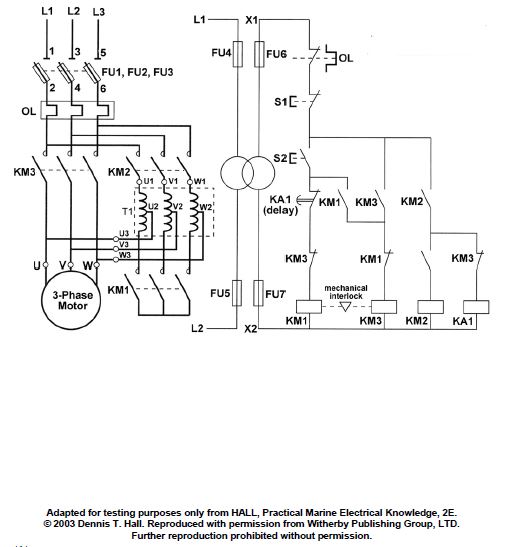 L1 L2 L3
1 3 5
FU1, FU2, FU3
2 4 6
OL
KM3
KM2
U1 V1 W1
T1
U2 V2 W2
U3
V3
W3
U V W
3-Phase
Motor
KM1
L1 X1
FU4 FU6
OL
S1
S2
KA1
(delay)
KM1 KM3 KM2
KM3 KM1 KM3
FU5 FU7
mechanical
interlock
KM1 KM3 KM2 KA1
L2 X2
Adapted for testing purposes only from HALL, Practical Marine Electrical Knowledge, 2E.
© 2003 Dennis T. Hall. Reproduced with permission from Witherby Publishing Group, LTD.
Further reproduction prohibited without permission.